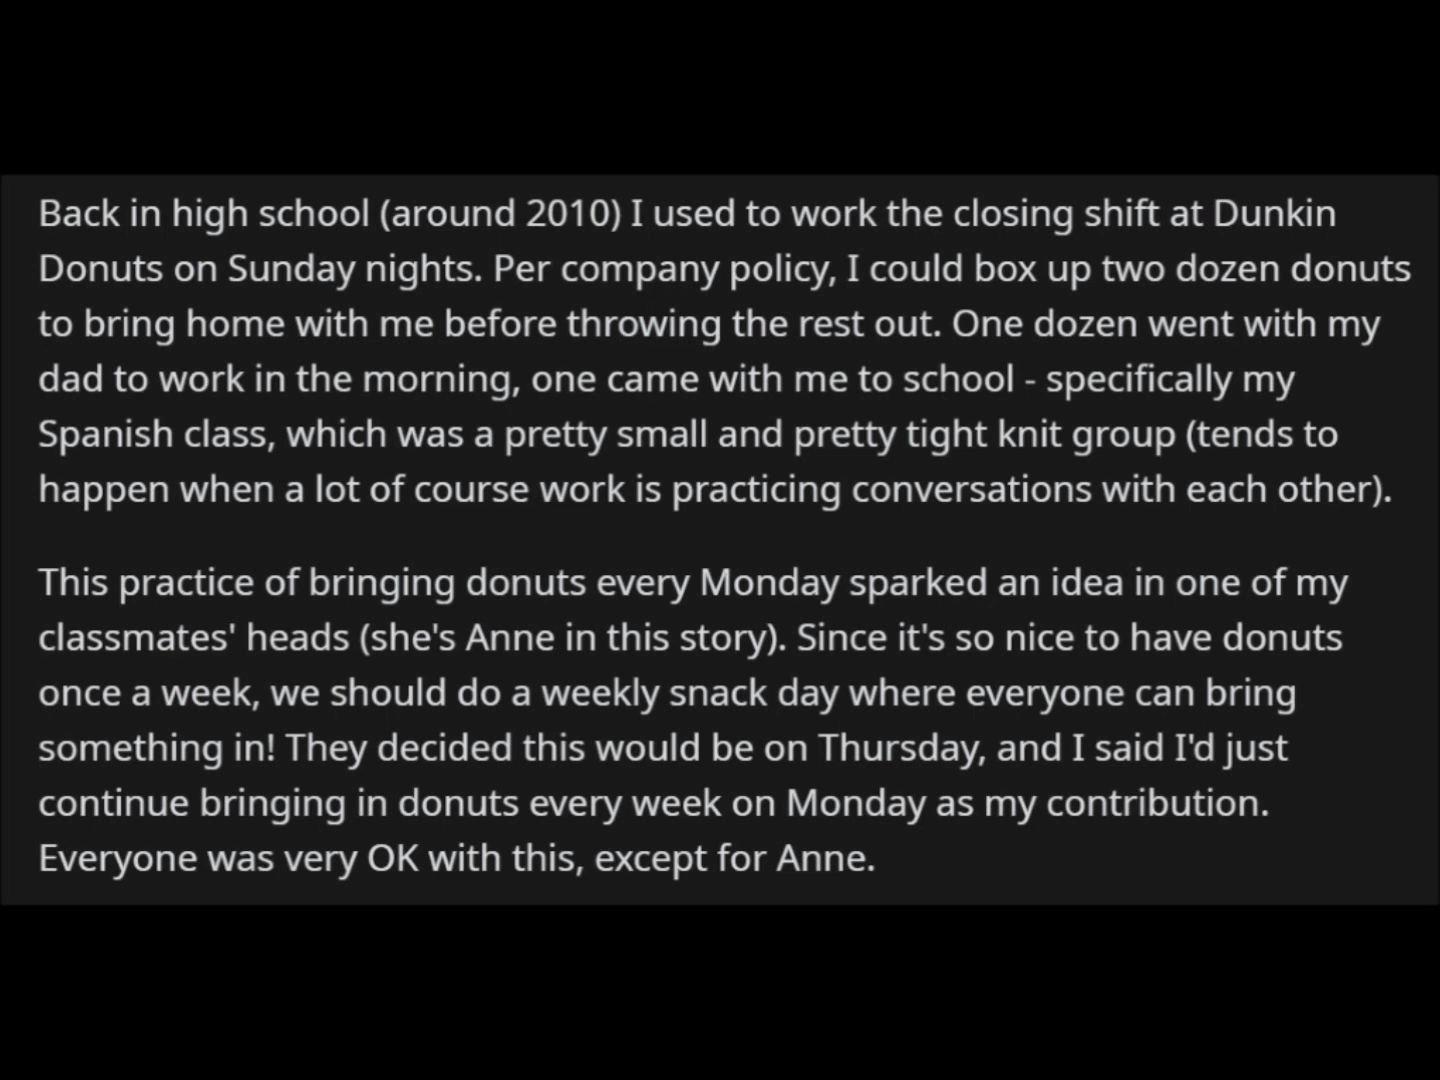 Back in high school (around 2010) I used to work the closing shift at Dunkin
Donuts on Sunday nights. Per company policy, I could box up two dozen donuts
to bring home with me before throwing the rest out. One dozen went with my
dad to work in the morning, one came with me to school - specifically my
Spanish class, which was a pretty small and pretty tight knit group (tends to
happen when a lot of course work is practicing conversations with each other).
This practice of bringing donuts every Monday sparked an idea in one of my
classmates' heads (she's Anne in this story). Since it's so nice to have donuts
once a week, we should do a weekly snack day where everyone can bring
something in! They decided this would be on Thursday, and I said I'd just
continue bringing in donuts every week on Monday as my contribution.
Everyone was very OK with this, except for Anne.